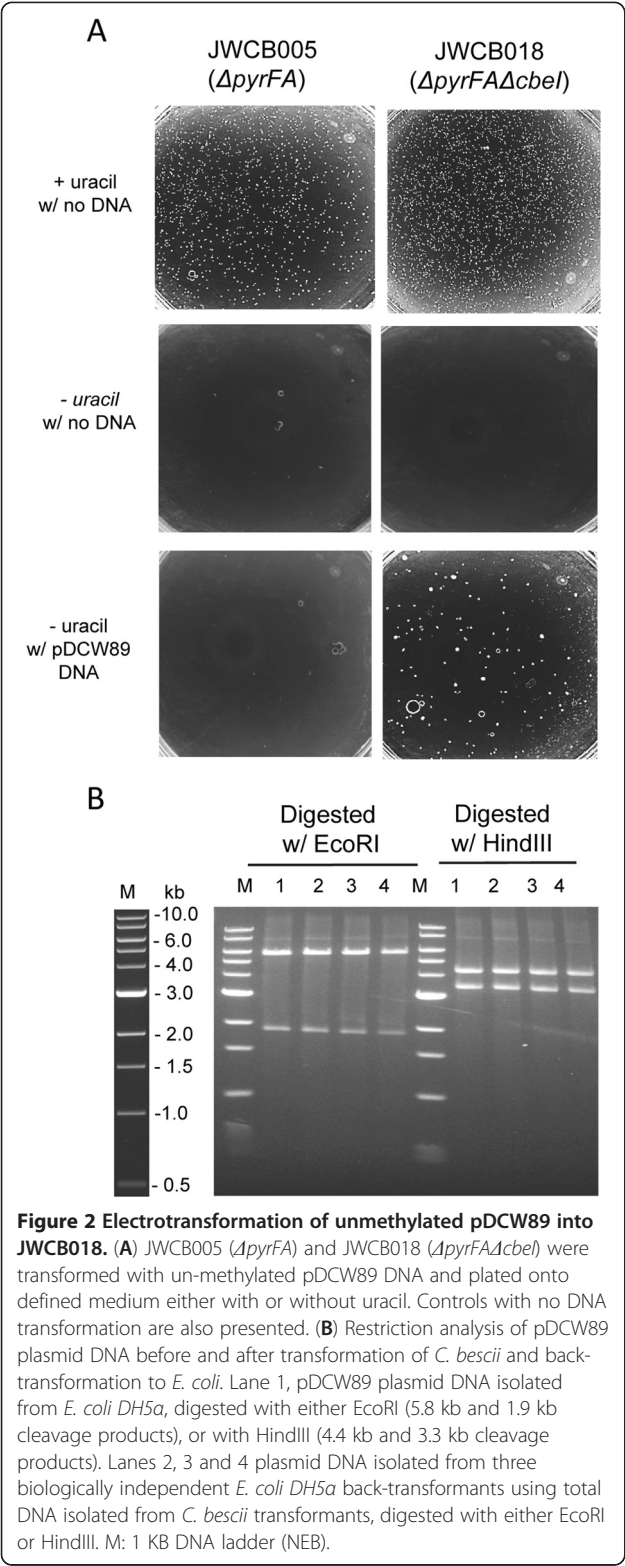 A
JWCB005
(ΔpyrFA)
JWCB018
(ΔpyrFAΔcbeI)
+ uracil
w/ no DNA
- uracil
w/ no DNA
- uracil
w/ pDCW89
DNA
B
Digested
w/ EcoRI
Digested
w/ HindIII
M kb
M 1 2 3 4 M 1 2 3 4
-10.0
- 6.0
- 4.0
- 3.0
- 2.0
- 1.5
-1.0
- 0.5
Figure 2 Electrotransformation of unmethylated pDCW89 into
JWCB018. (A) JWCB005 (ΔpyrFA) and JWCB018 (ΔpyrFAΔcbeI) were
transformed with un-methylated pDCW89 DNA and plated onto
defined medium either with or without uracil. Controls with no DNA
transformation are also presented. (B) Restriction analysis of pDCW89
plasmid DNA before and after transformation of C. bescii and back-
transformation to E. coli. Lane 1, pDCW89 plasmid DNA isolated
from E. coli DH5α, digested with either EcoRI (5.8 kb and 1.9 kb
cleavage products), or with HindIII (4.4 kb and 3.3 kb cleavage
products). Lanes 2, 3 and 4 plasmid DNA isolated from three
biologically independent E. coli DH5α back-transformants using total
DNA isolated from C. bescii transformants, digested with either EcoRI
or HindIII. M: 1 KB DNA ladder (NEB).